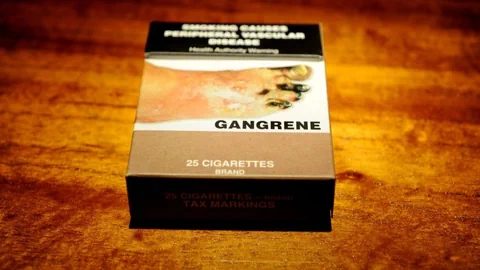 SMOKING CAUSES
PERIPHERAL VASCULAR
DISEASE
Health Authority Warning
GANGRENE
25 CIGARETTES
BRAND
25 CIGARETTES
TAX MARKINGS